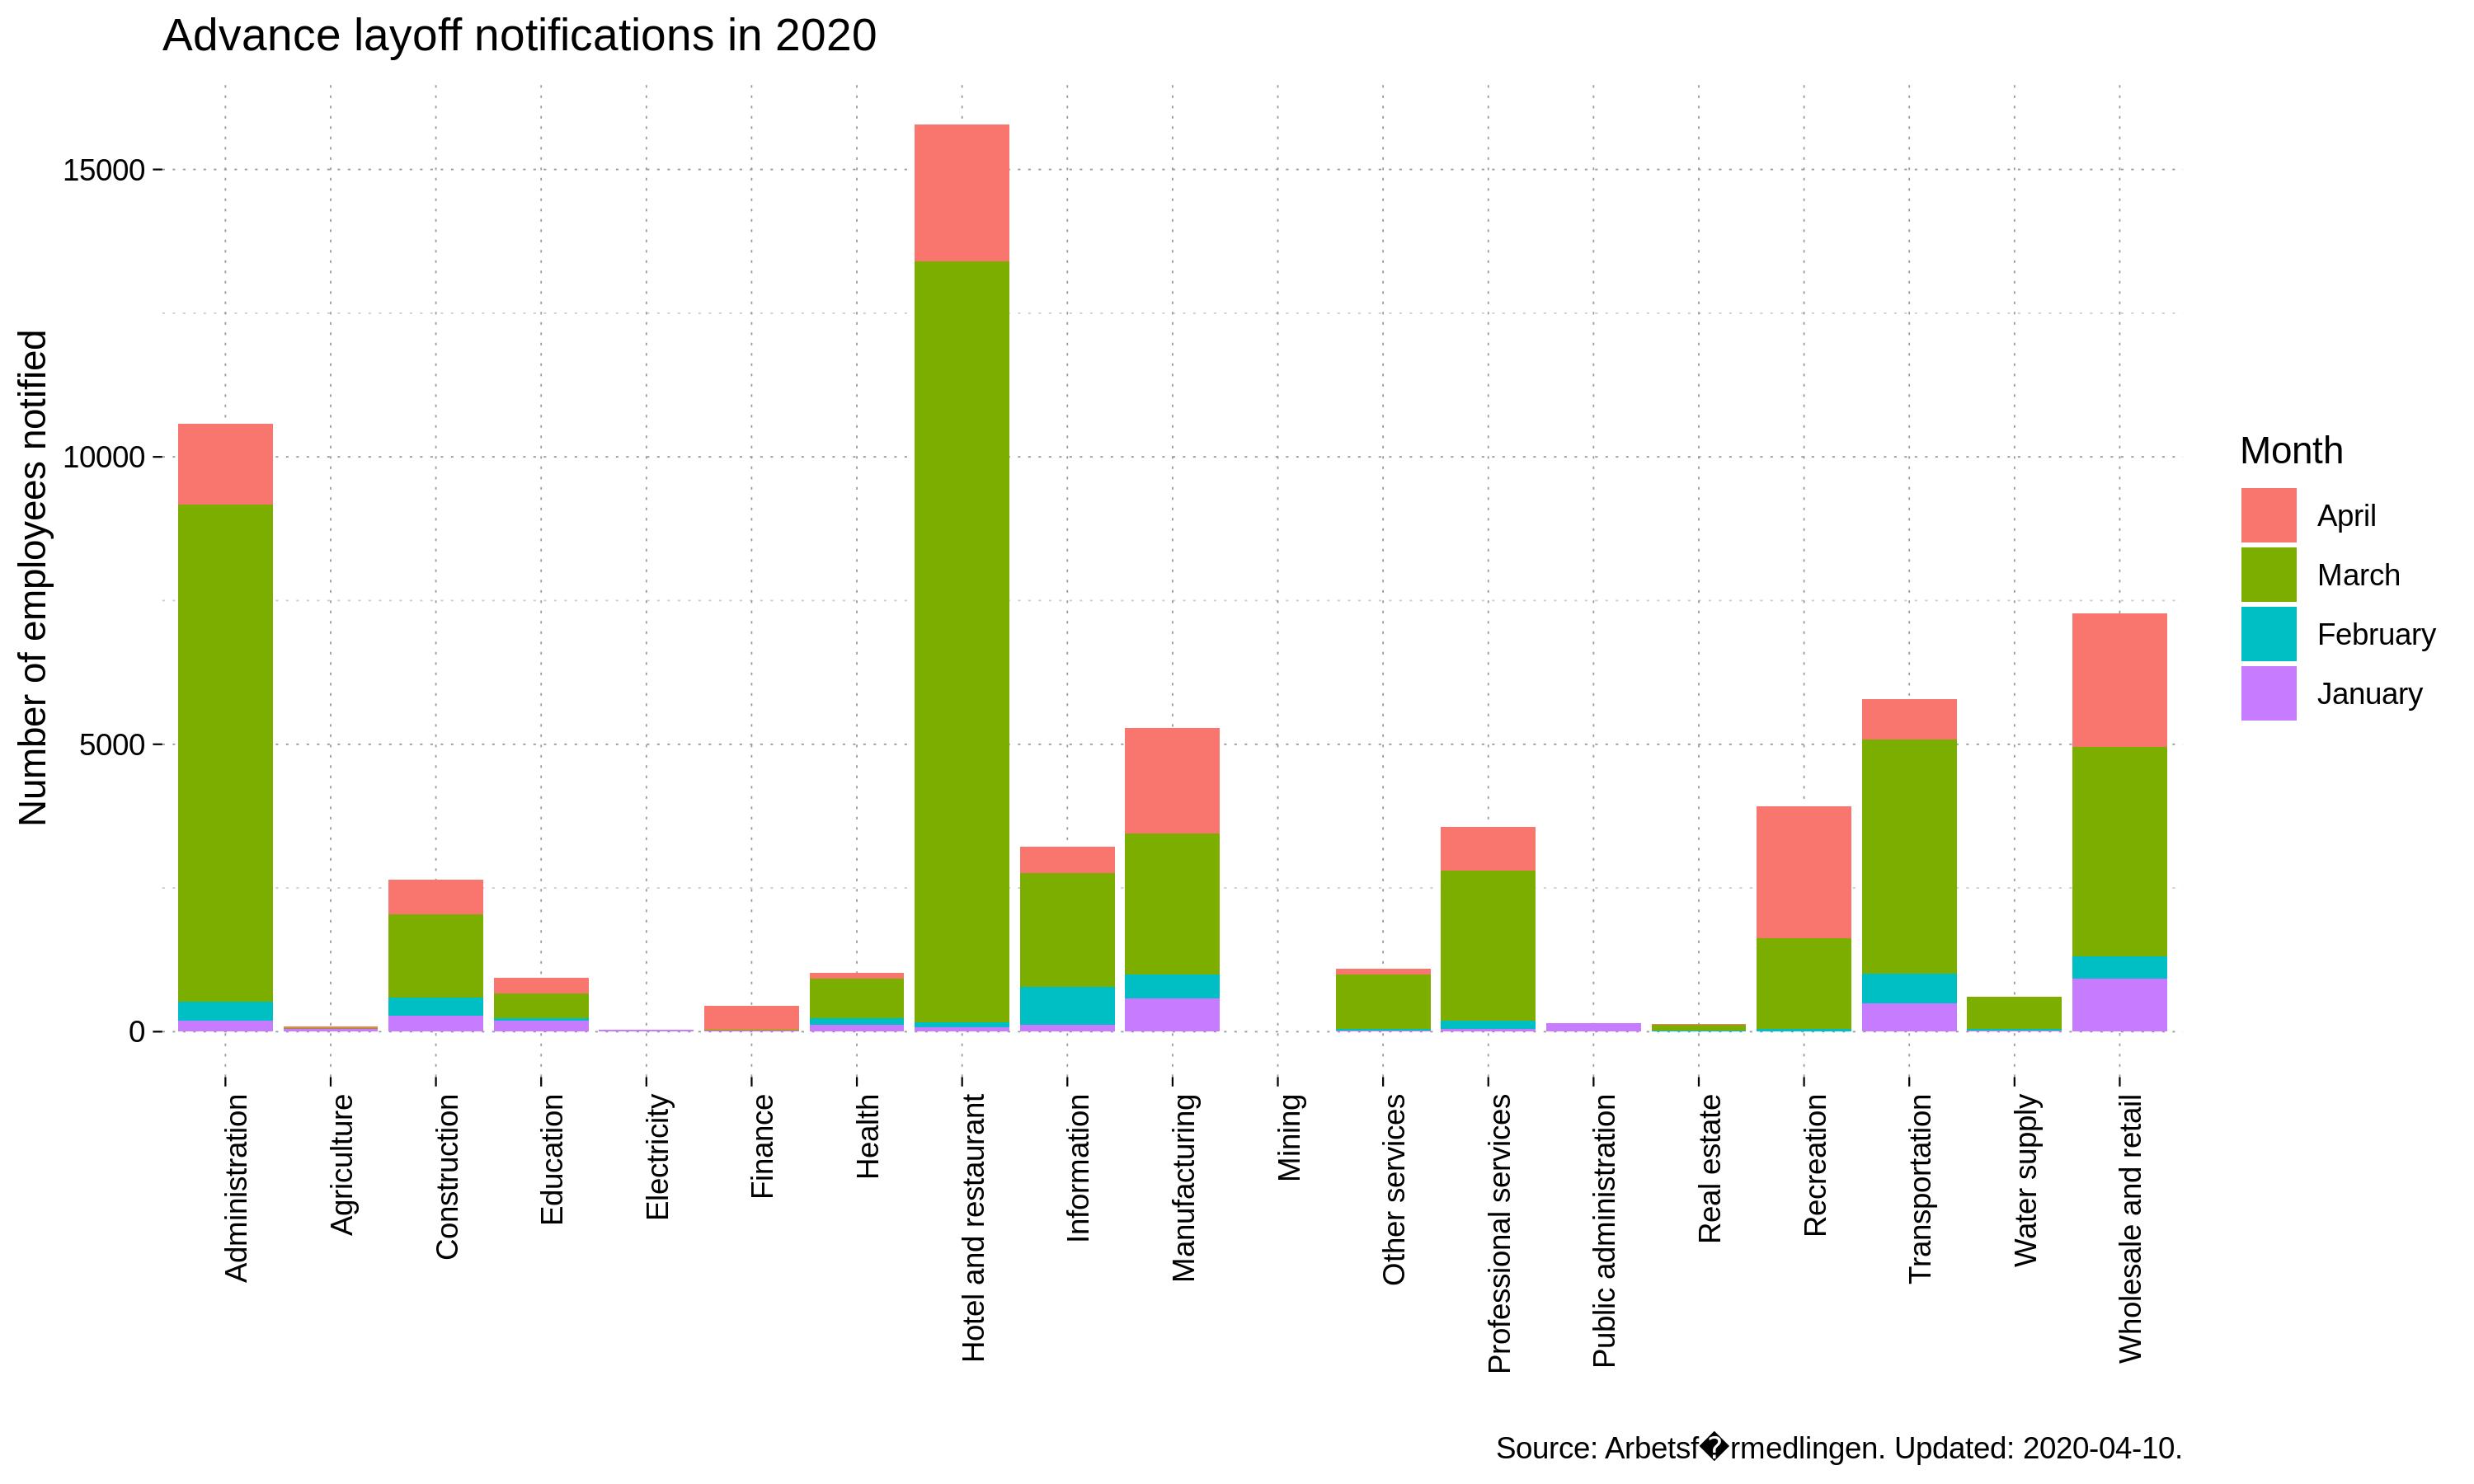 Advance layoff notifications in 2020
Number of employees notified
15000
10000
5000
0
Administration
Agriculture
Construction
Education
Electricity
Finance
Health
Hotel and restaurant
Information
Manufacturing
Mining
Other services
Professional services
Public administration
Real estate
Recreation
Transportation
Water supply
Wholesale and retail
Month
April
March
February
January
Source: Arbetsf�rmedlingen. Updated: 2020-04-10.